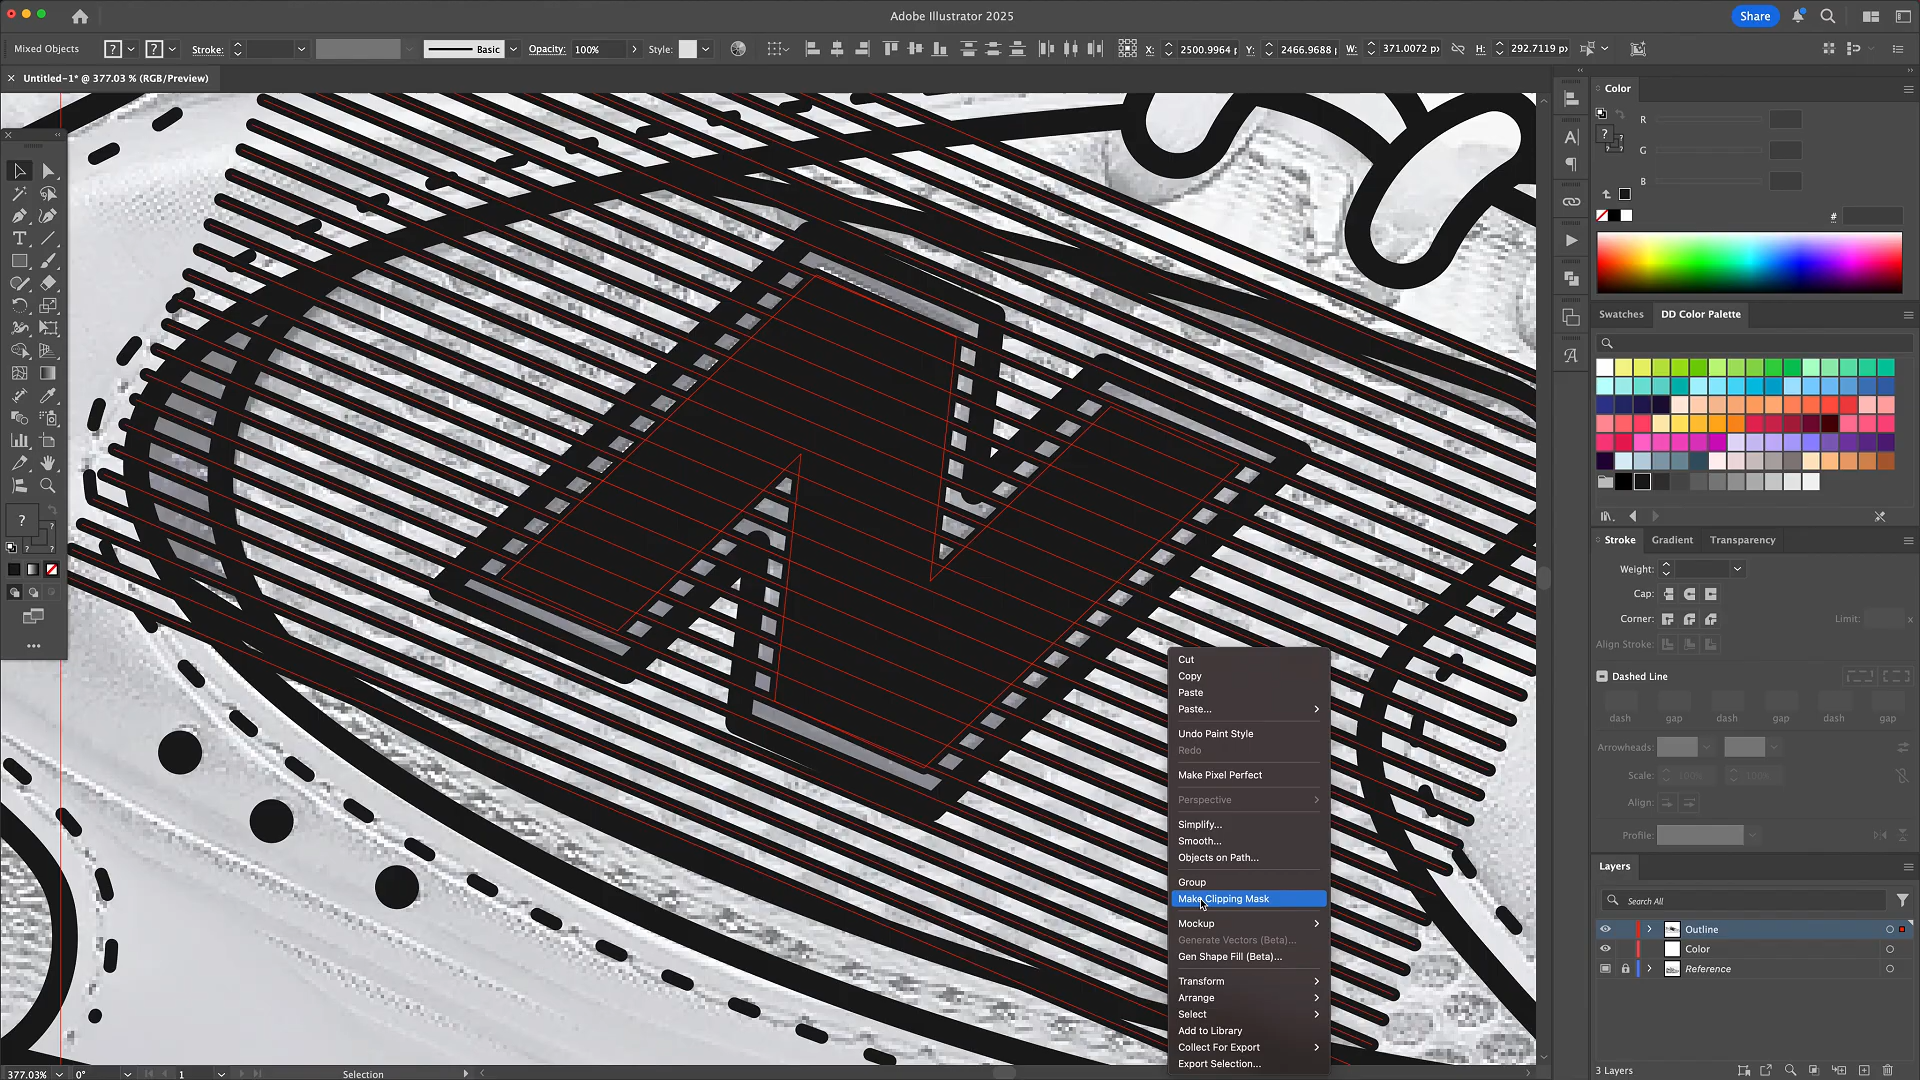 Adobe Illustrator 2025
Share
Mixed Objects
?
?
Stroke:
Basic
Opacity:
100%
Style:
X:
2500.9964 p
Y:
2466.9688 p
W:
371.0072 px
H:
292.7119 px
Untitled-1* @ 377.03 % (RGB/Preview)
Color
R
G
B
#
Swatches
DD Color Palette
Stroke
Gradient
Transparency
Weight:
Cap:
Corner:
Limit:
x
Align Stroke:
Dashed Line
dash
gap
dash
gap
dash
gap
Arrowheads:
Scale:
100%
100%
Align:
Profile:
Layers
Search All
Outline
Color
Reference
3 Layers
Cut
Copy
Paste
Paste...
Undo Paint Style
Redo
Make Pixel Perfect
Perspective
Simplify...
Smooth...
Objects on Path...
Group
Make Clipping Mask
Mockup
Generate Vectors (Beta)...
Gen Shape Fill (Beta)...
Transform
Arrange
Select
Add to Library
Collect For Export
Export Selection...
377.03%
0°
1
Selection